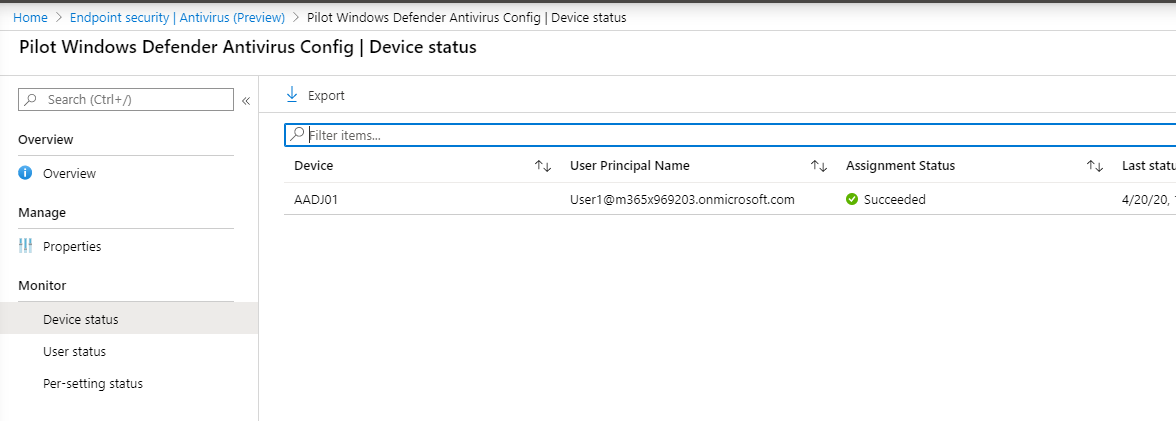 Home > Endpoint security | Antivirus (Preview) > Pilot Windows Defender Antivirus Config | Device status
Pilot Windows Defender Antivirus Config | Device status
Search (Ctrl+/)
«
Export
Overview
Filter items...
Overview
Device
User Principal Name
Assignment Status
Last statu
AADJ01
User1@m365x969203.onmicrosoft.com
Succeeded
4/20/20,
Manage
Properties
Monitor
Device status
User status
Per-setting status